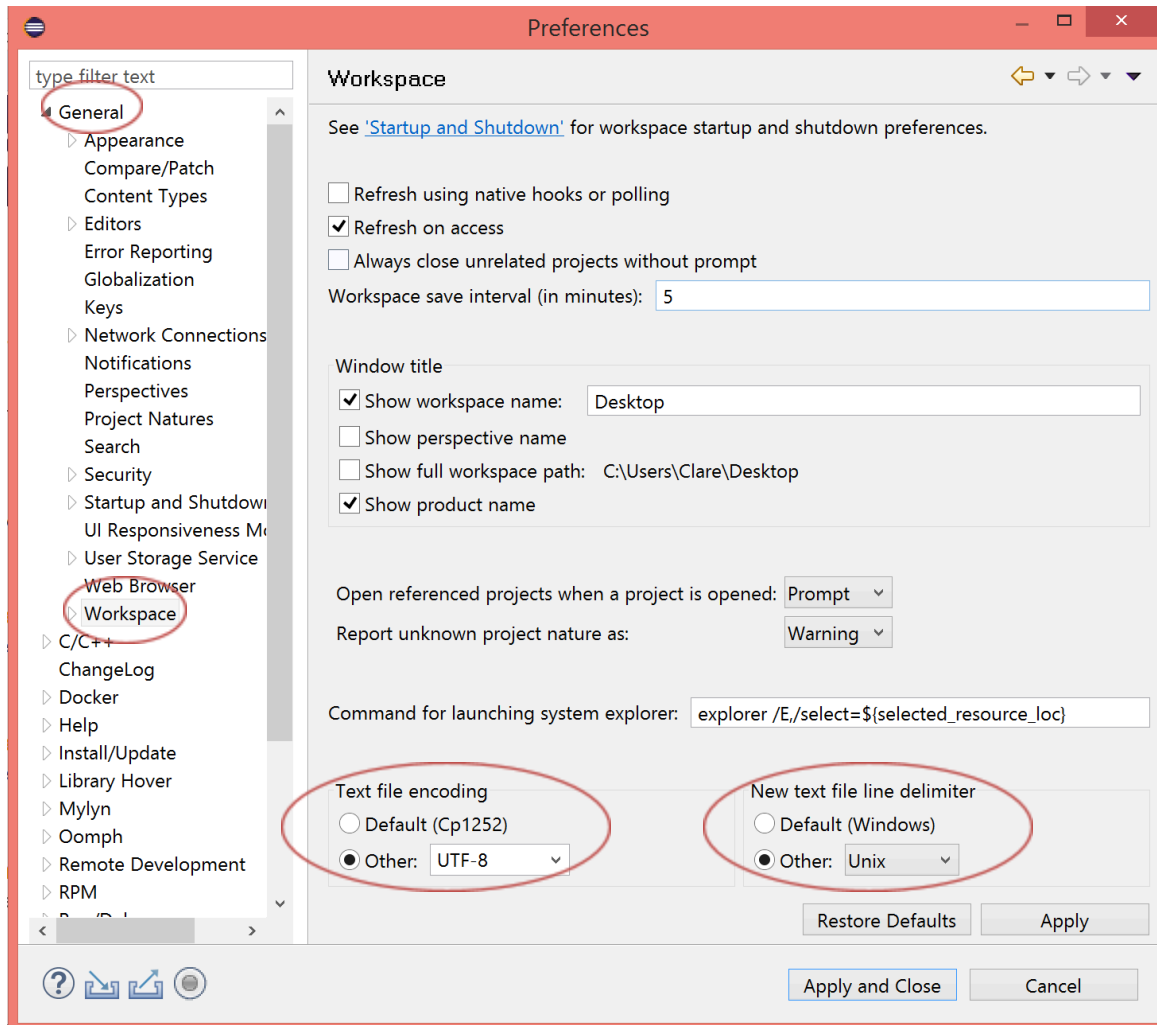 Preferences
type filter text
General
Appearance
Compare/Patch
Content Types
Editors
Error Reporting
Globalization
Keys
Network Connections
Notifications
Perspectives
Project Natures
Search
Security
Startup and Shutdown
UI Responsiveness Mo
User Storage Service
Web Browser
Workspace
C/C++
ChangeLog
Docker
Help
Install/Update
Library Hover
Mylyn
Oomph
Remote Development
RPM
Workspace
See 'Startup and Shutdown' for workspace startup and shutdown preferences.
Refresh using native hooks or polling
Refresh on access
Always close unrelated projects without prompt
Workspace save interval (in minutes): 5
Window title
Show workspace name: Desktop
Show perspective name
Show full workspace path: C:\Users\Clare\Desktop
Show product name
Open referenced projects when a project is opened: Prompt
Report unknown project nature as: Warning
Command for launching system explorer: explorer /E,/select=${selected_resource_loc}
Text file encoding
Default (Cp1252)
Other: UTF-8
New text file line delimiter
Default (Windows)
Other: Unix
Restore Defaults
Apply
Apply and Close
Cancel